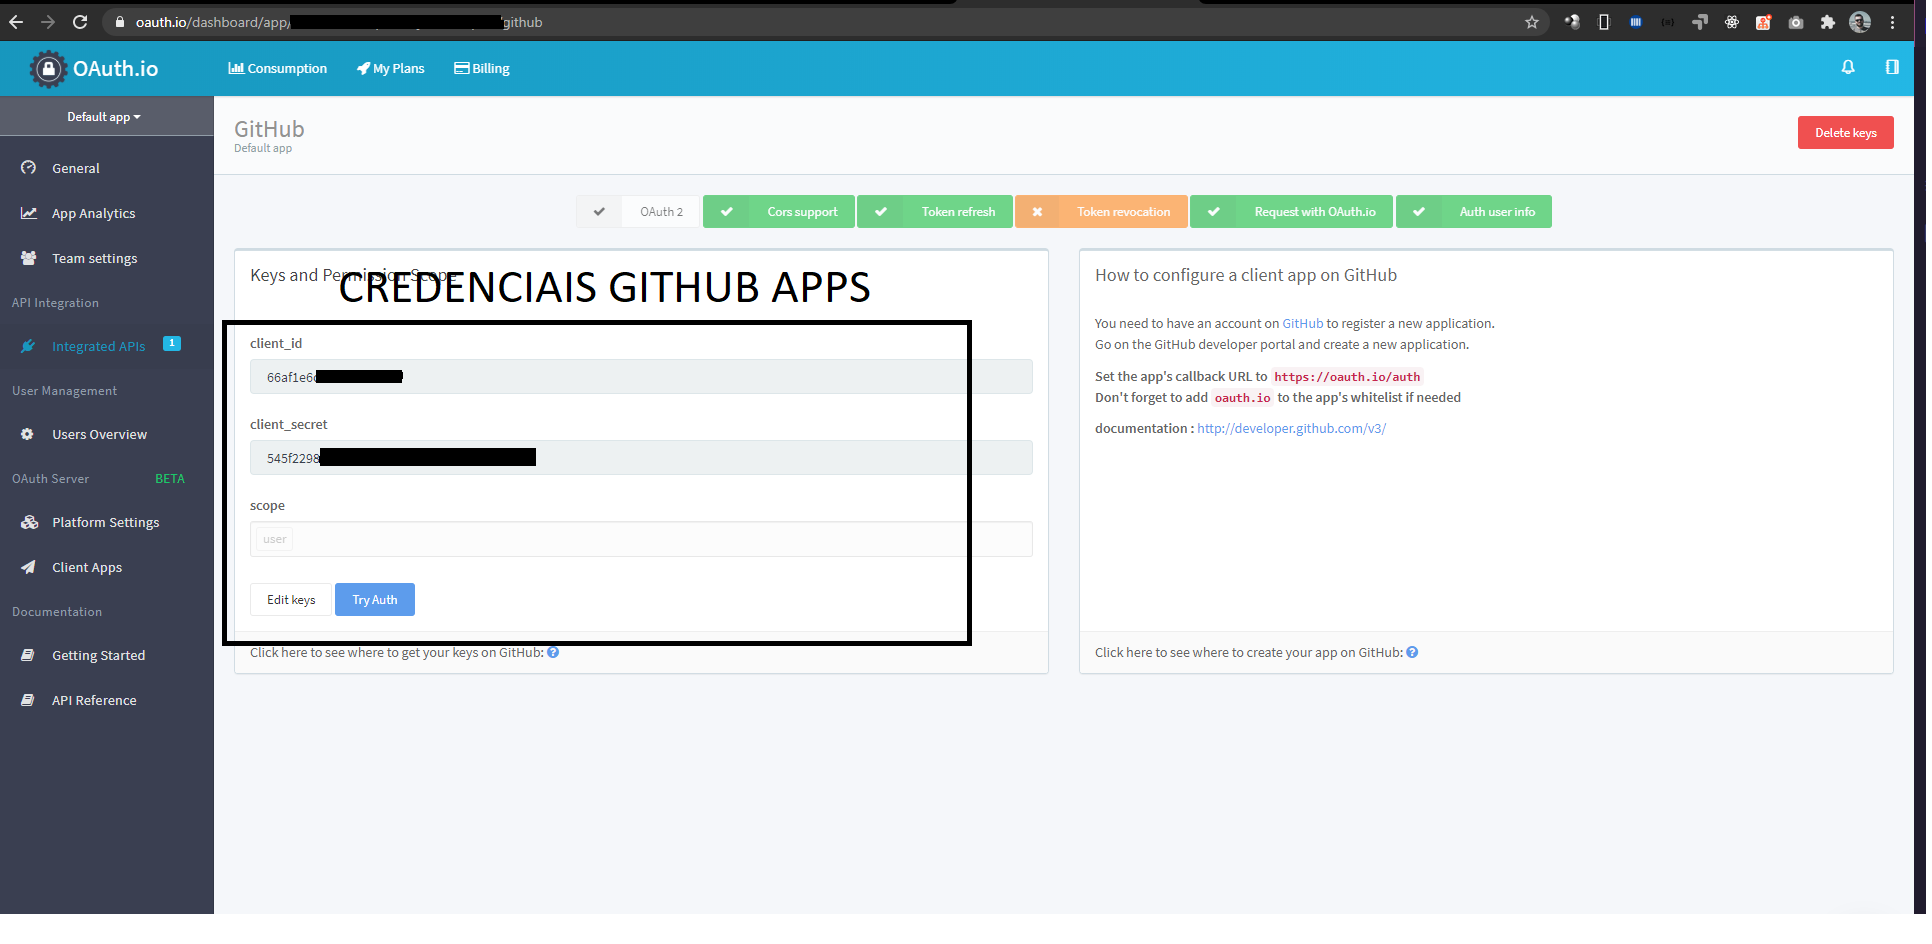 oauth.io/dashboard/app/
github
OAuth.io
Consumption
My Plans
Billing
Default app
General
App Analytics
Team settings
API Integration
Integrated APIs 1
User Management
Users Overview
OAuth Server BETA
Platform Settings
Client Apps
Documentation
Getting Started
API Reference
GitHub
Default app
Delete keys
OAuth 2
Cors support
Token refresh
Token revocation
Request with OAuth.io
Auth user info
Keys and Permission Scope
CREDENCIAIS GITHUB APPS
client_id
66af1e6
client_secret
545f2298
scope
user
Edit keys
Try Auth
Click here to see where to get your keys on GitHub:
How to configure a client app on GitHub
You need to have an account on GitHub to register a new application.
Go on the GitHub developer portal and create a new application.
Set the app's callback URL to https://oauth.io/auth
Don't forget to add oauth.io to the app's whitelist if needed
documentation : http://developer.github.com/v3/
Click here to see where to create your app on GitHub: